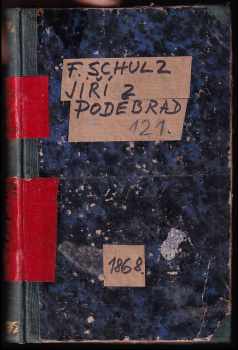 F. SCHULZ
JIŘÍ Z
PODĚBRAD
121.
1868.